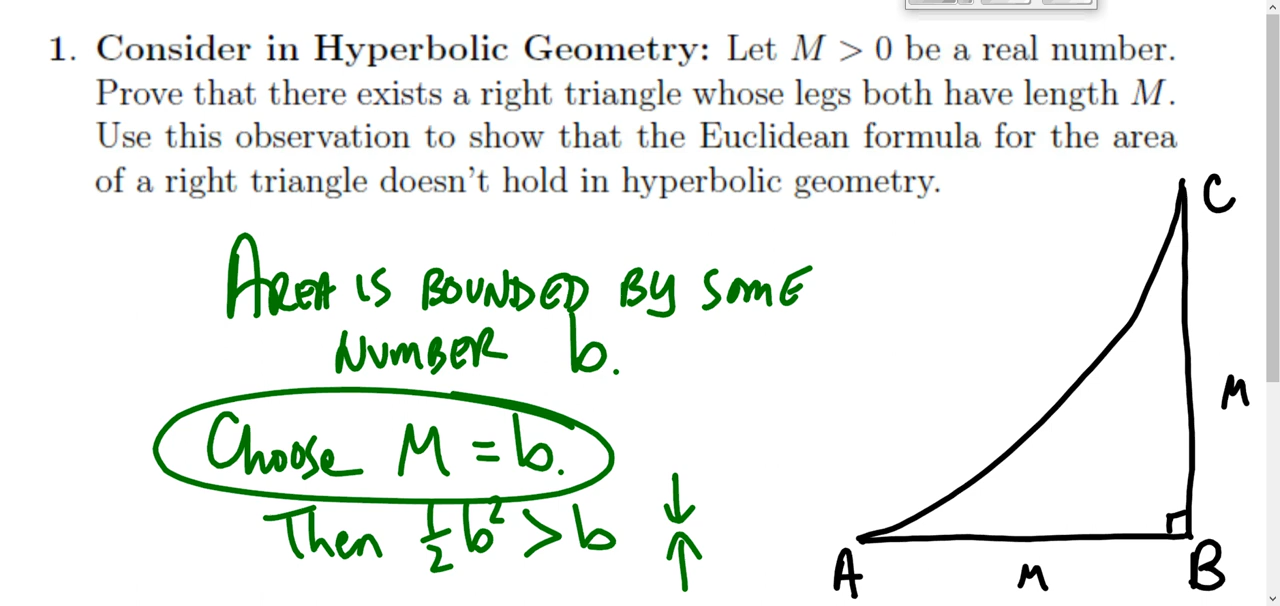 1. Consider in Hyperbolic Geometry: Let M > 0 be a real number.
Prove that there exists a right triangle whose legs both have length M.
Use this observation to show that the Euclidean formula for the area
of a right triangle doesn't hold in hyperbolic geometry.
C
AREA IS BOUNDED BY SOME
NUMBER b.
M
Choose M = b.
Then ½b² > b ↓↑
A M B